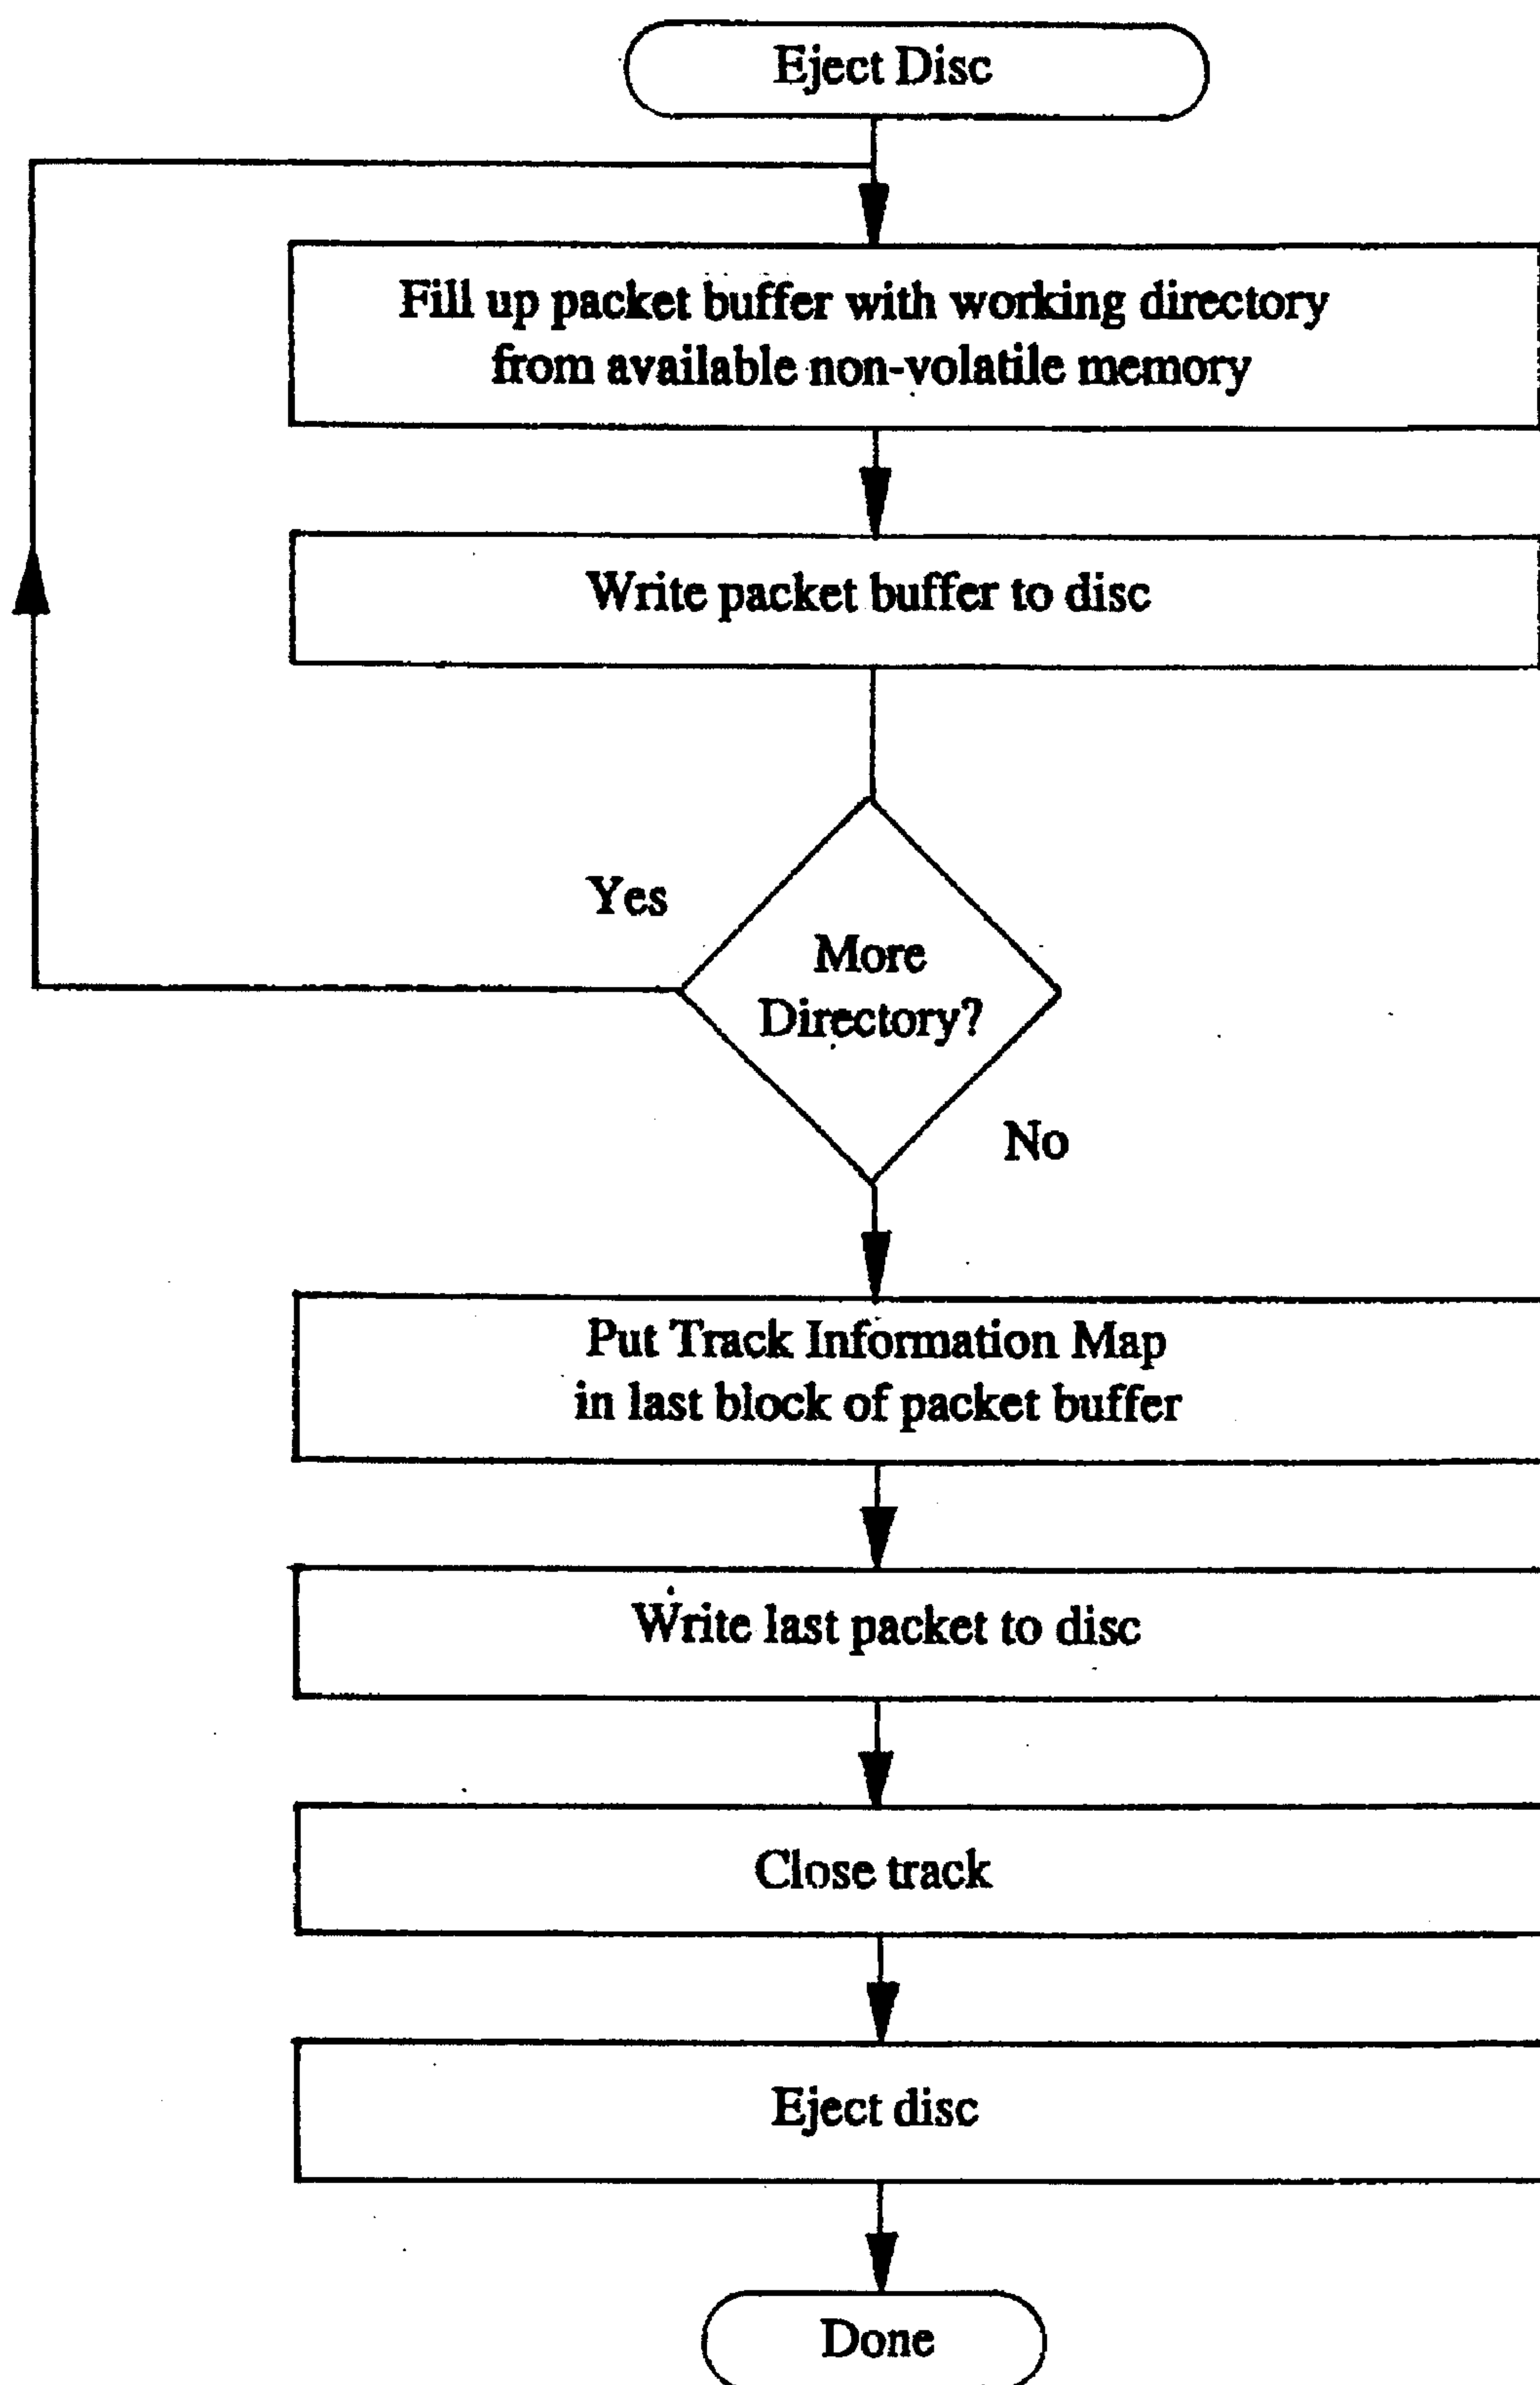 Eject Disc
Fill up packet buffer with working directory
from available non-volatile memory
Write packet buffer to disc
Yes
More
Directory?
No
Put Track Information Map
in last block of packet buffer
Write last packet to disc
Close track
Eject disc
Done